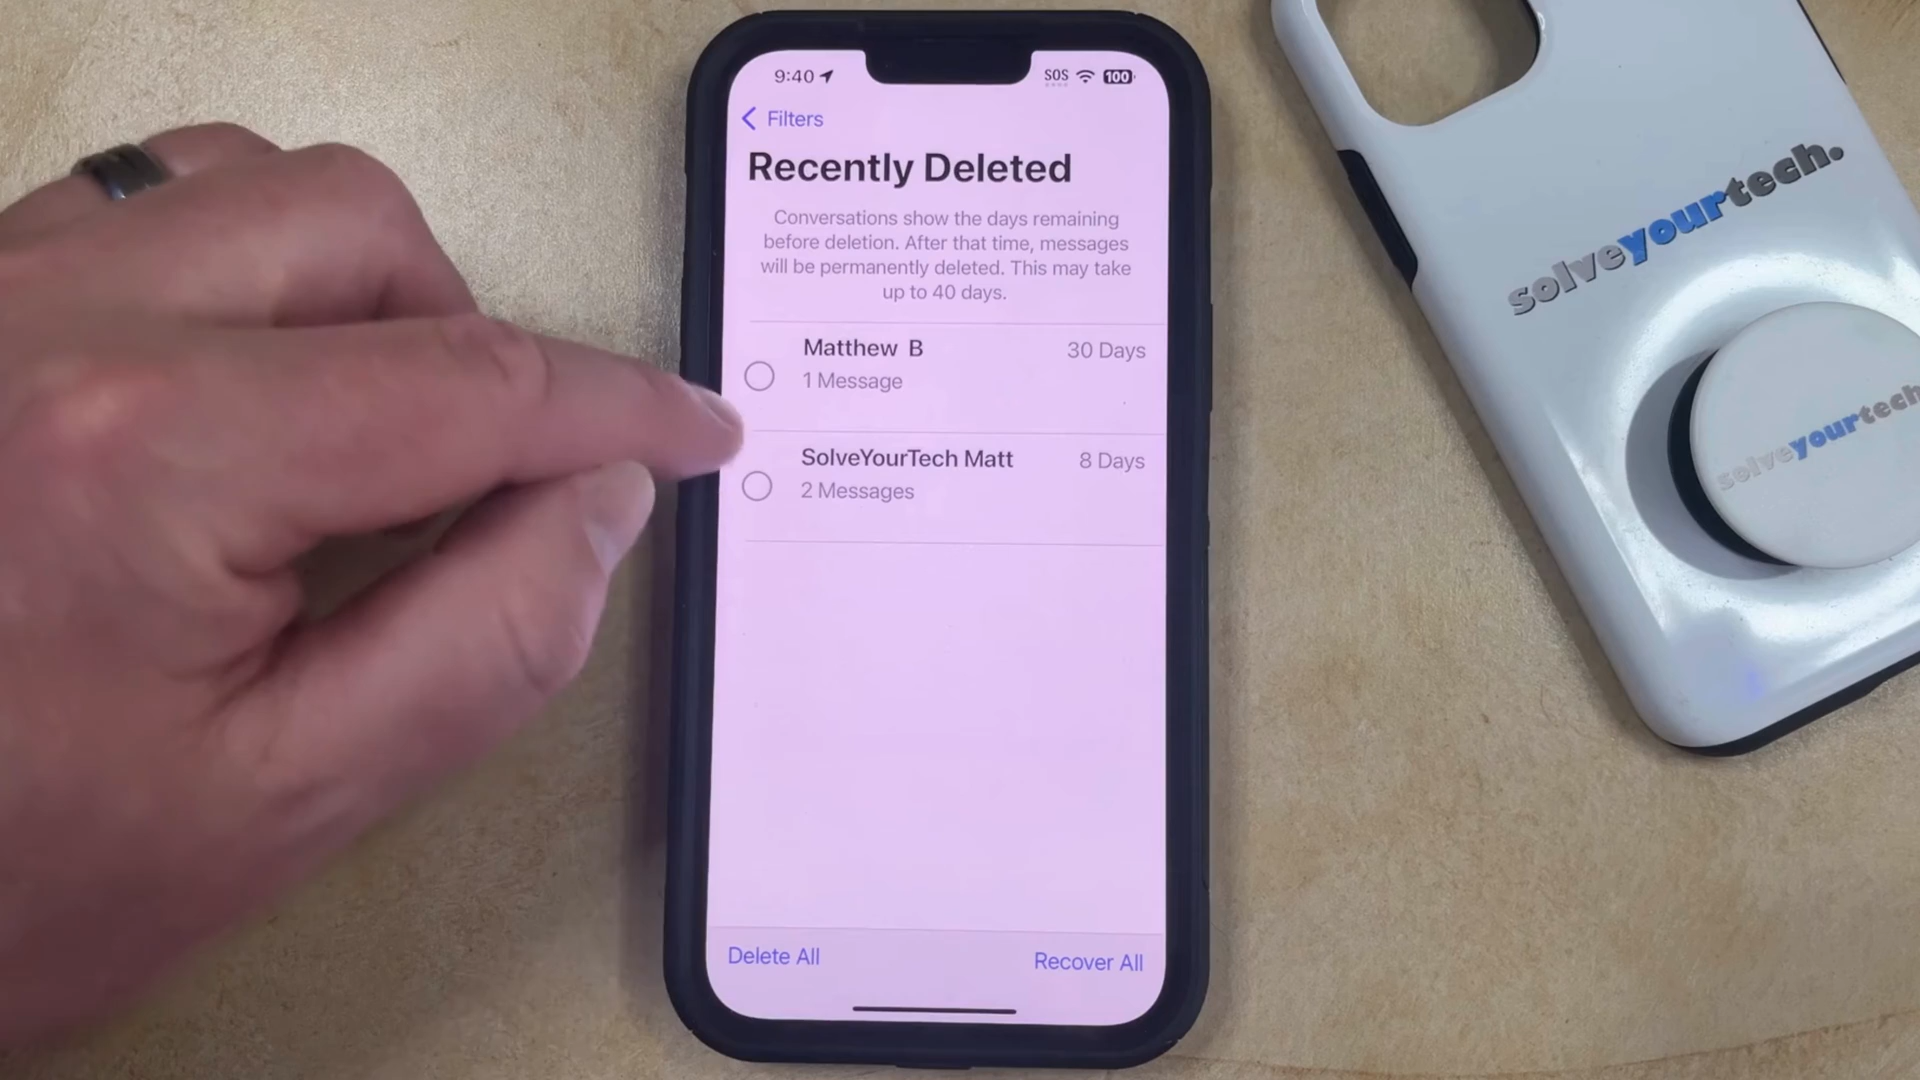 9:40
SOS
100
Filters
Recently Deleted
Conversations show the days remaining
before deletion. After that time, messages
will be permanently deleted. This may take
up to 40 days.
Matthew B
30 Days
1 Message
SolveYourTech Matt
8 Days
2 Messages
Delete All
Recover All
solveyourtech.
solveyourtech